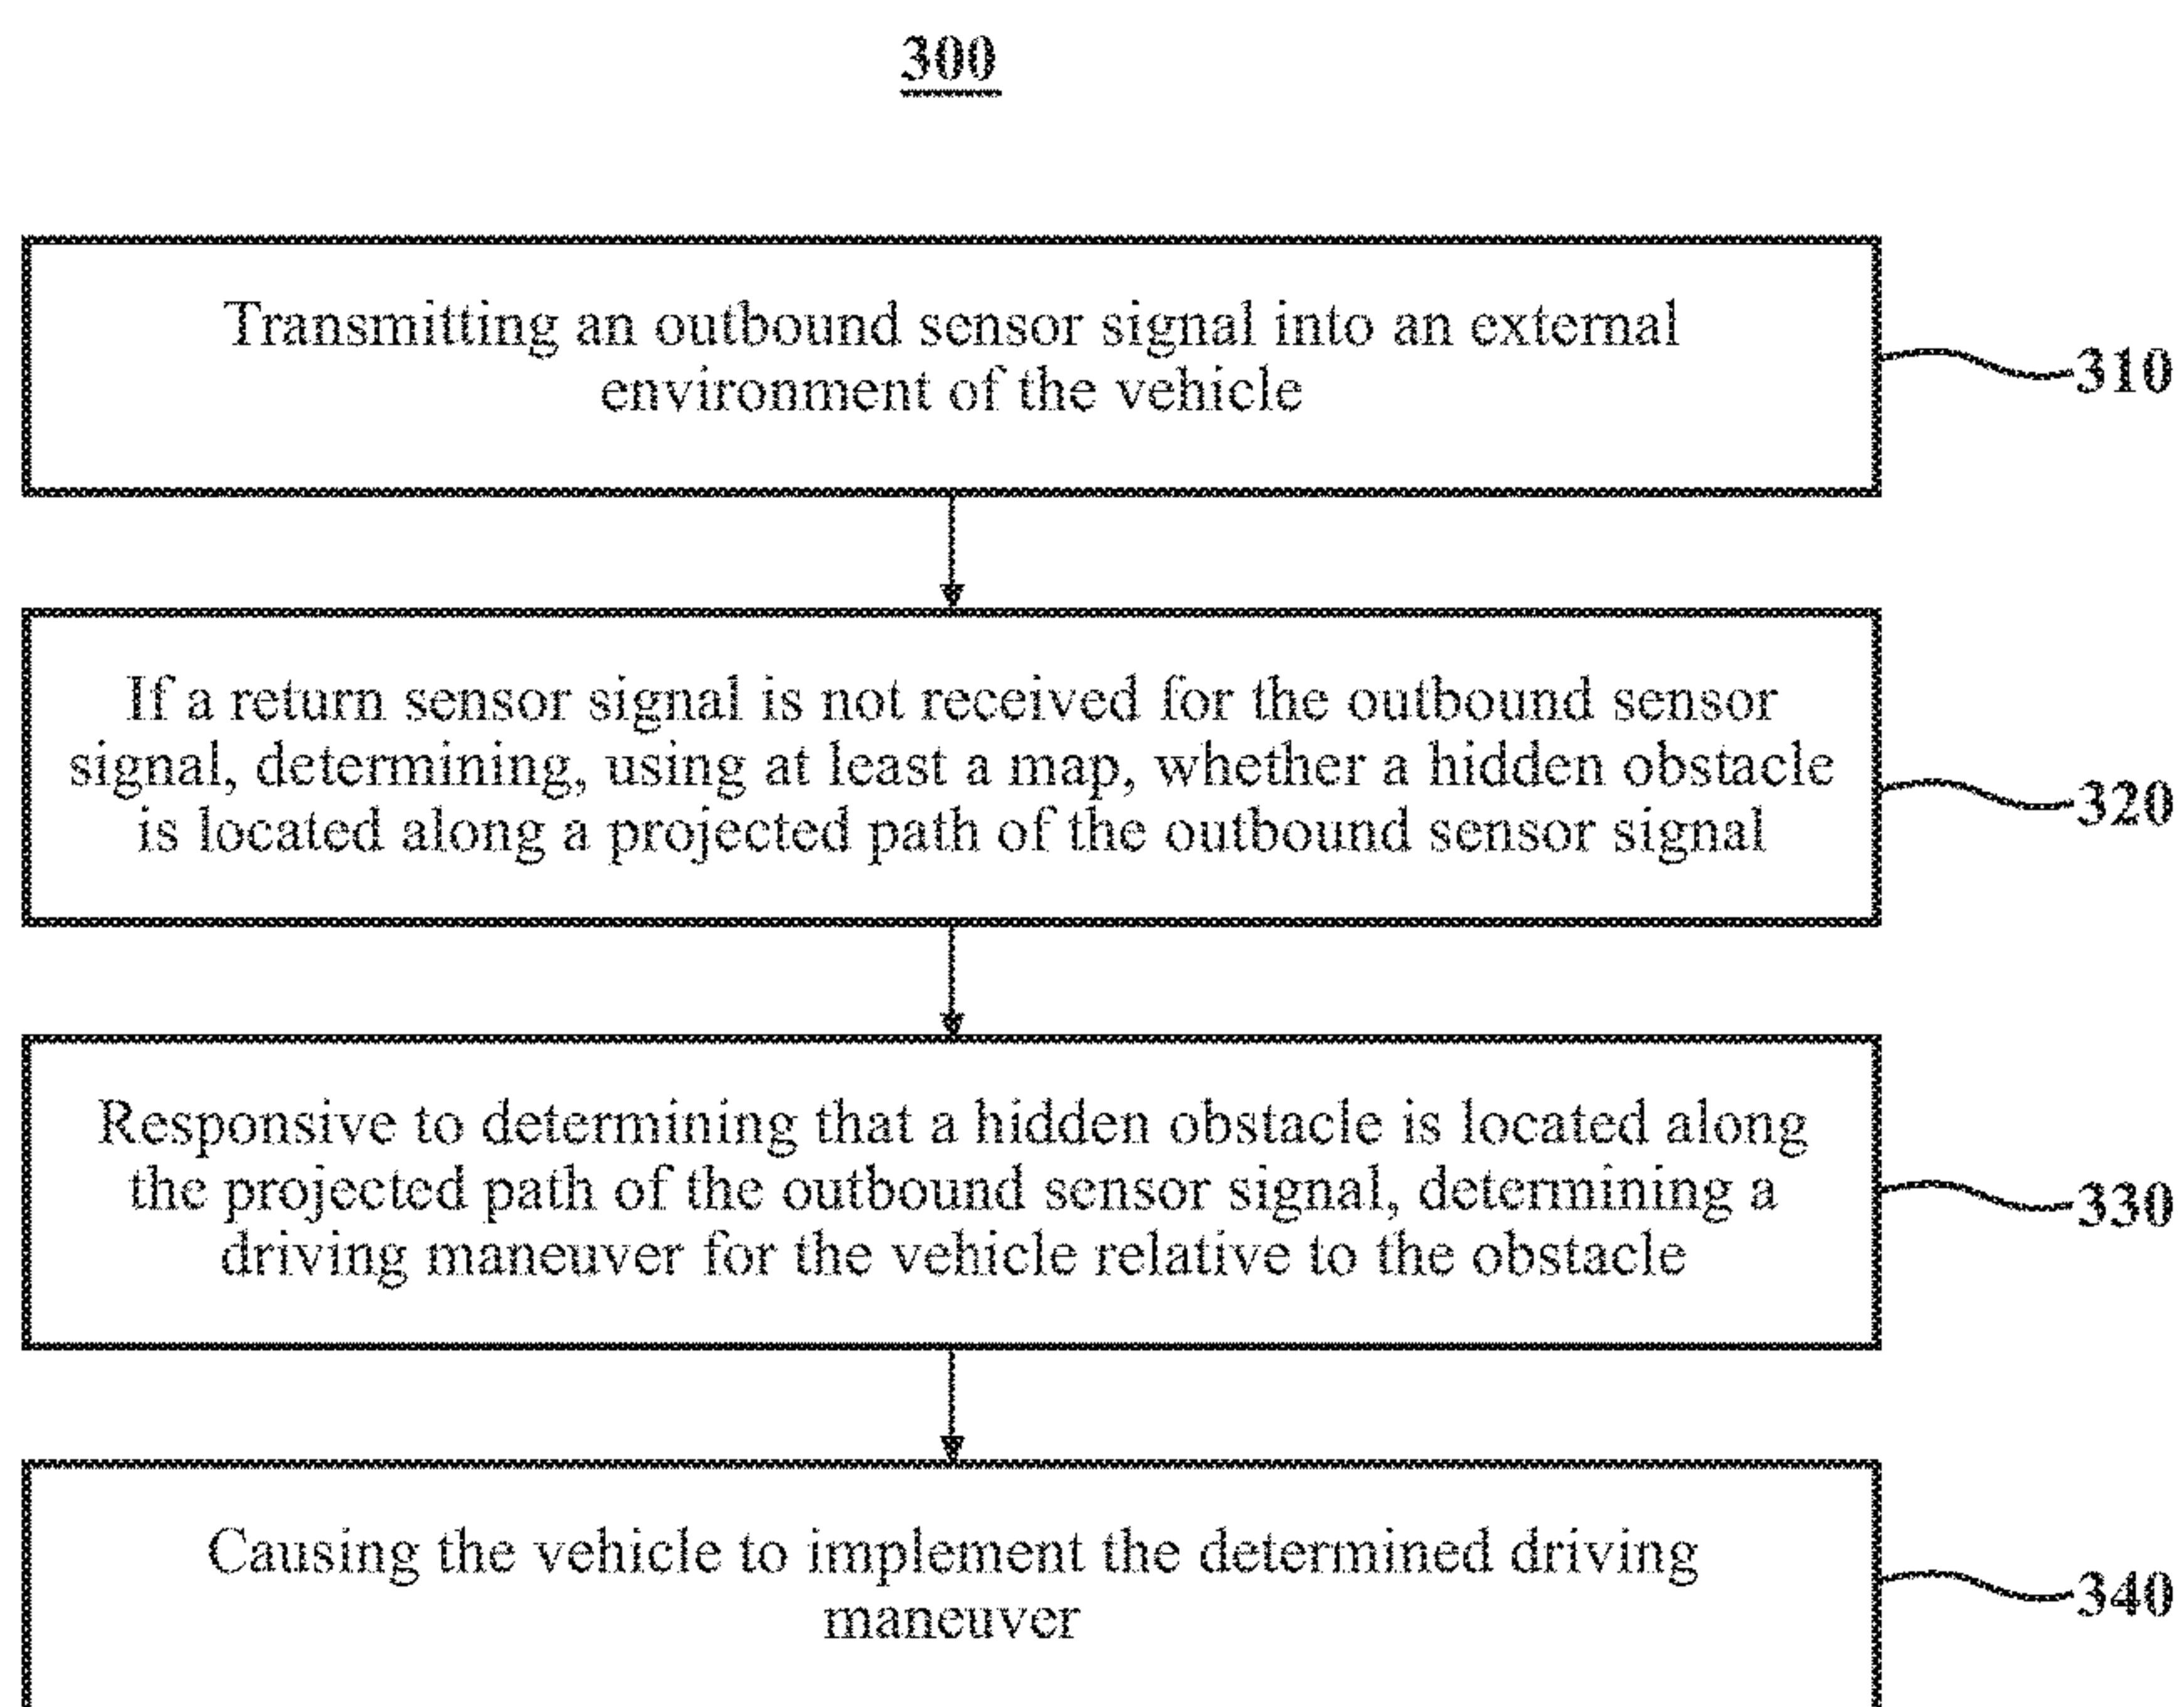 300
Transmitting an outbound sensor signal into an external
environment of the vehicle
310
If a return sensor signal is not received for the outbound sensor
signal, determining, using at least a map, whether a hidden obstacle
is located along a projected path of the outbound sensor signal
320
Responsive to determining that a hidden obstacle is located along
the projected path of the outbound sensor signal, determining a
driving maneuver for the vehicle relative to the obstacle
330
Causing the vehicle to implement the determined driving
maneuver
340